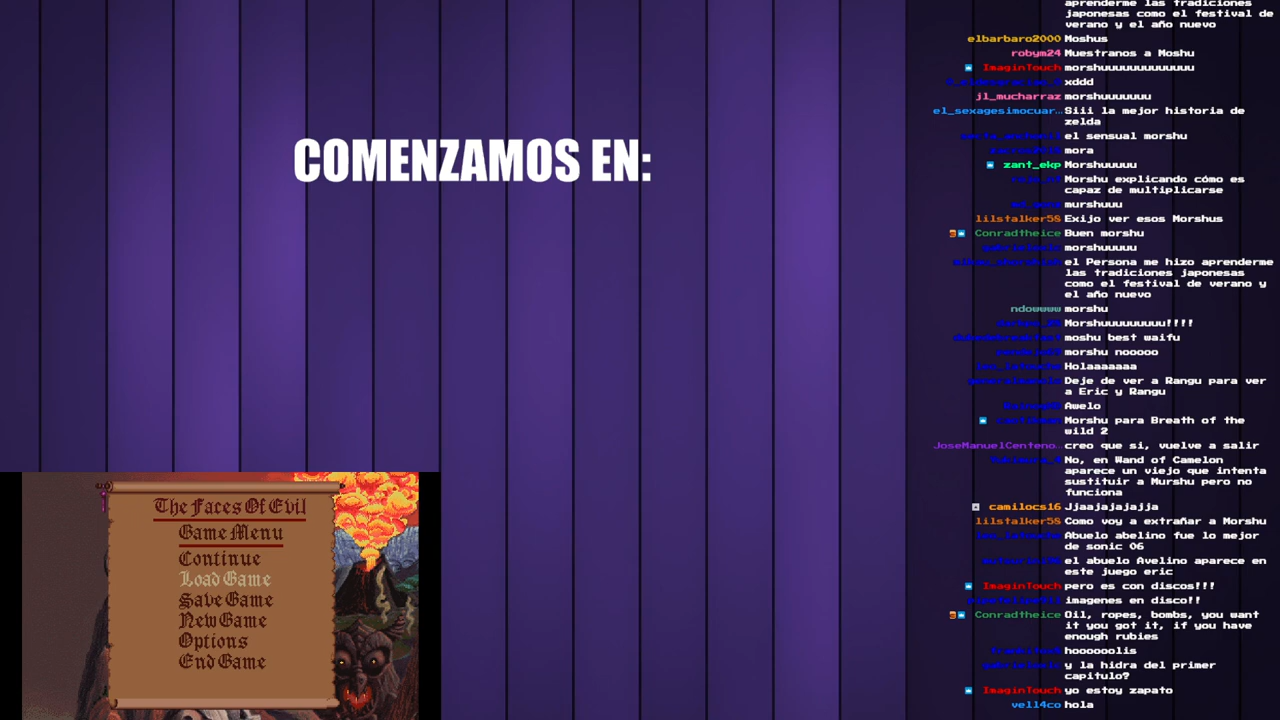 COMENZAMOS EN:
The Faces Of Evil
Game Menu
Continue
Load Game
Save Game
New Game
Options
End Game
aprenderme las tradiciones
japonesas como el festival de
verano y el año nuevo
elbarbaro2000 Moshus
robym24 Muestranos a Moshu
ImaginTouch morshuuuuuuuuuuuuu
xddd
jl_mucharraz morshuuuuuuu
el_sexagesimocuar… Siii la mejor historia de
zelda
el sensual morshu
mora
zant_ekp Morshuuuuu
Morshu explicando cómo es
capaz de multiplicarse
murshuuu
lilstalker58 Exijo ver esos Morshus
Conradtheice Buen morshu
morshuuuuu
el Persona me hizo aprenderme
las tradiciones japonesas
como el festival de verano y
el año nuevo
ndowwww morshu
Morshuuuuuuuuu!!!!
moshu best waifu
morshu nooooo
Holaaaaaaa
Deje de ver a Rangu para ver
a Eric y Rangu
Awelo
Morshu para Breath of the
wild 2
JoseManuelCenteno… creo que si, vuelve a salir
No, en Wand of Camelon
aparece un viejo que intenta
sustituir a Murshu pero no
funciona
camilocs16 Jjaajajajajja
lilstalker58 Como voy a extrañar a Morshu
Abuelo abelino fue lo mejor
de sonic 06
el abuelo Avelino aparece en
este juego eric
ImaginTouch pero es con discos!!!
imagenes en disco!!
Conradtheice Oil, ropes, bombs, you want
it you got it, if you have
enough rubies
hoooooolis
y la hidra del primer
capitulo?
ImaginTouch yo estoy zapato
vell4co hola